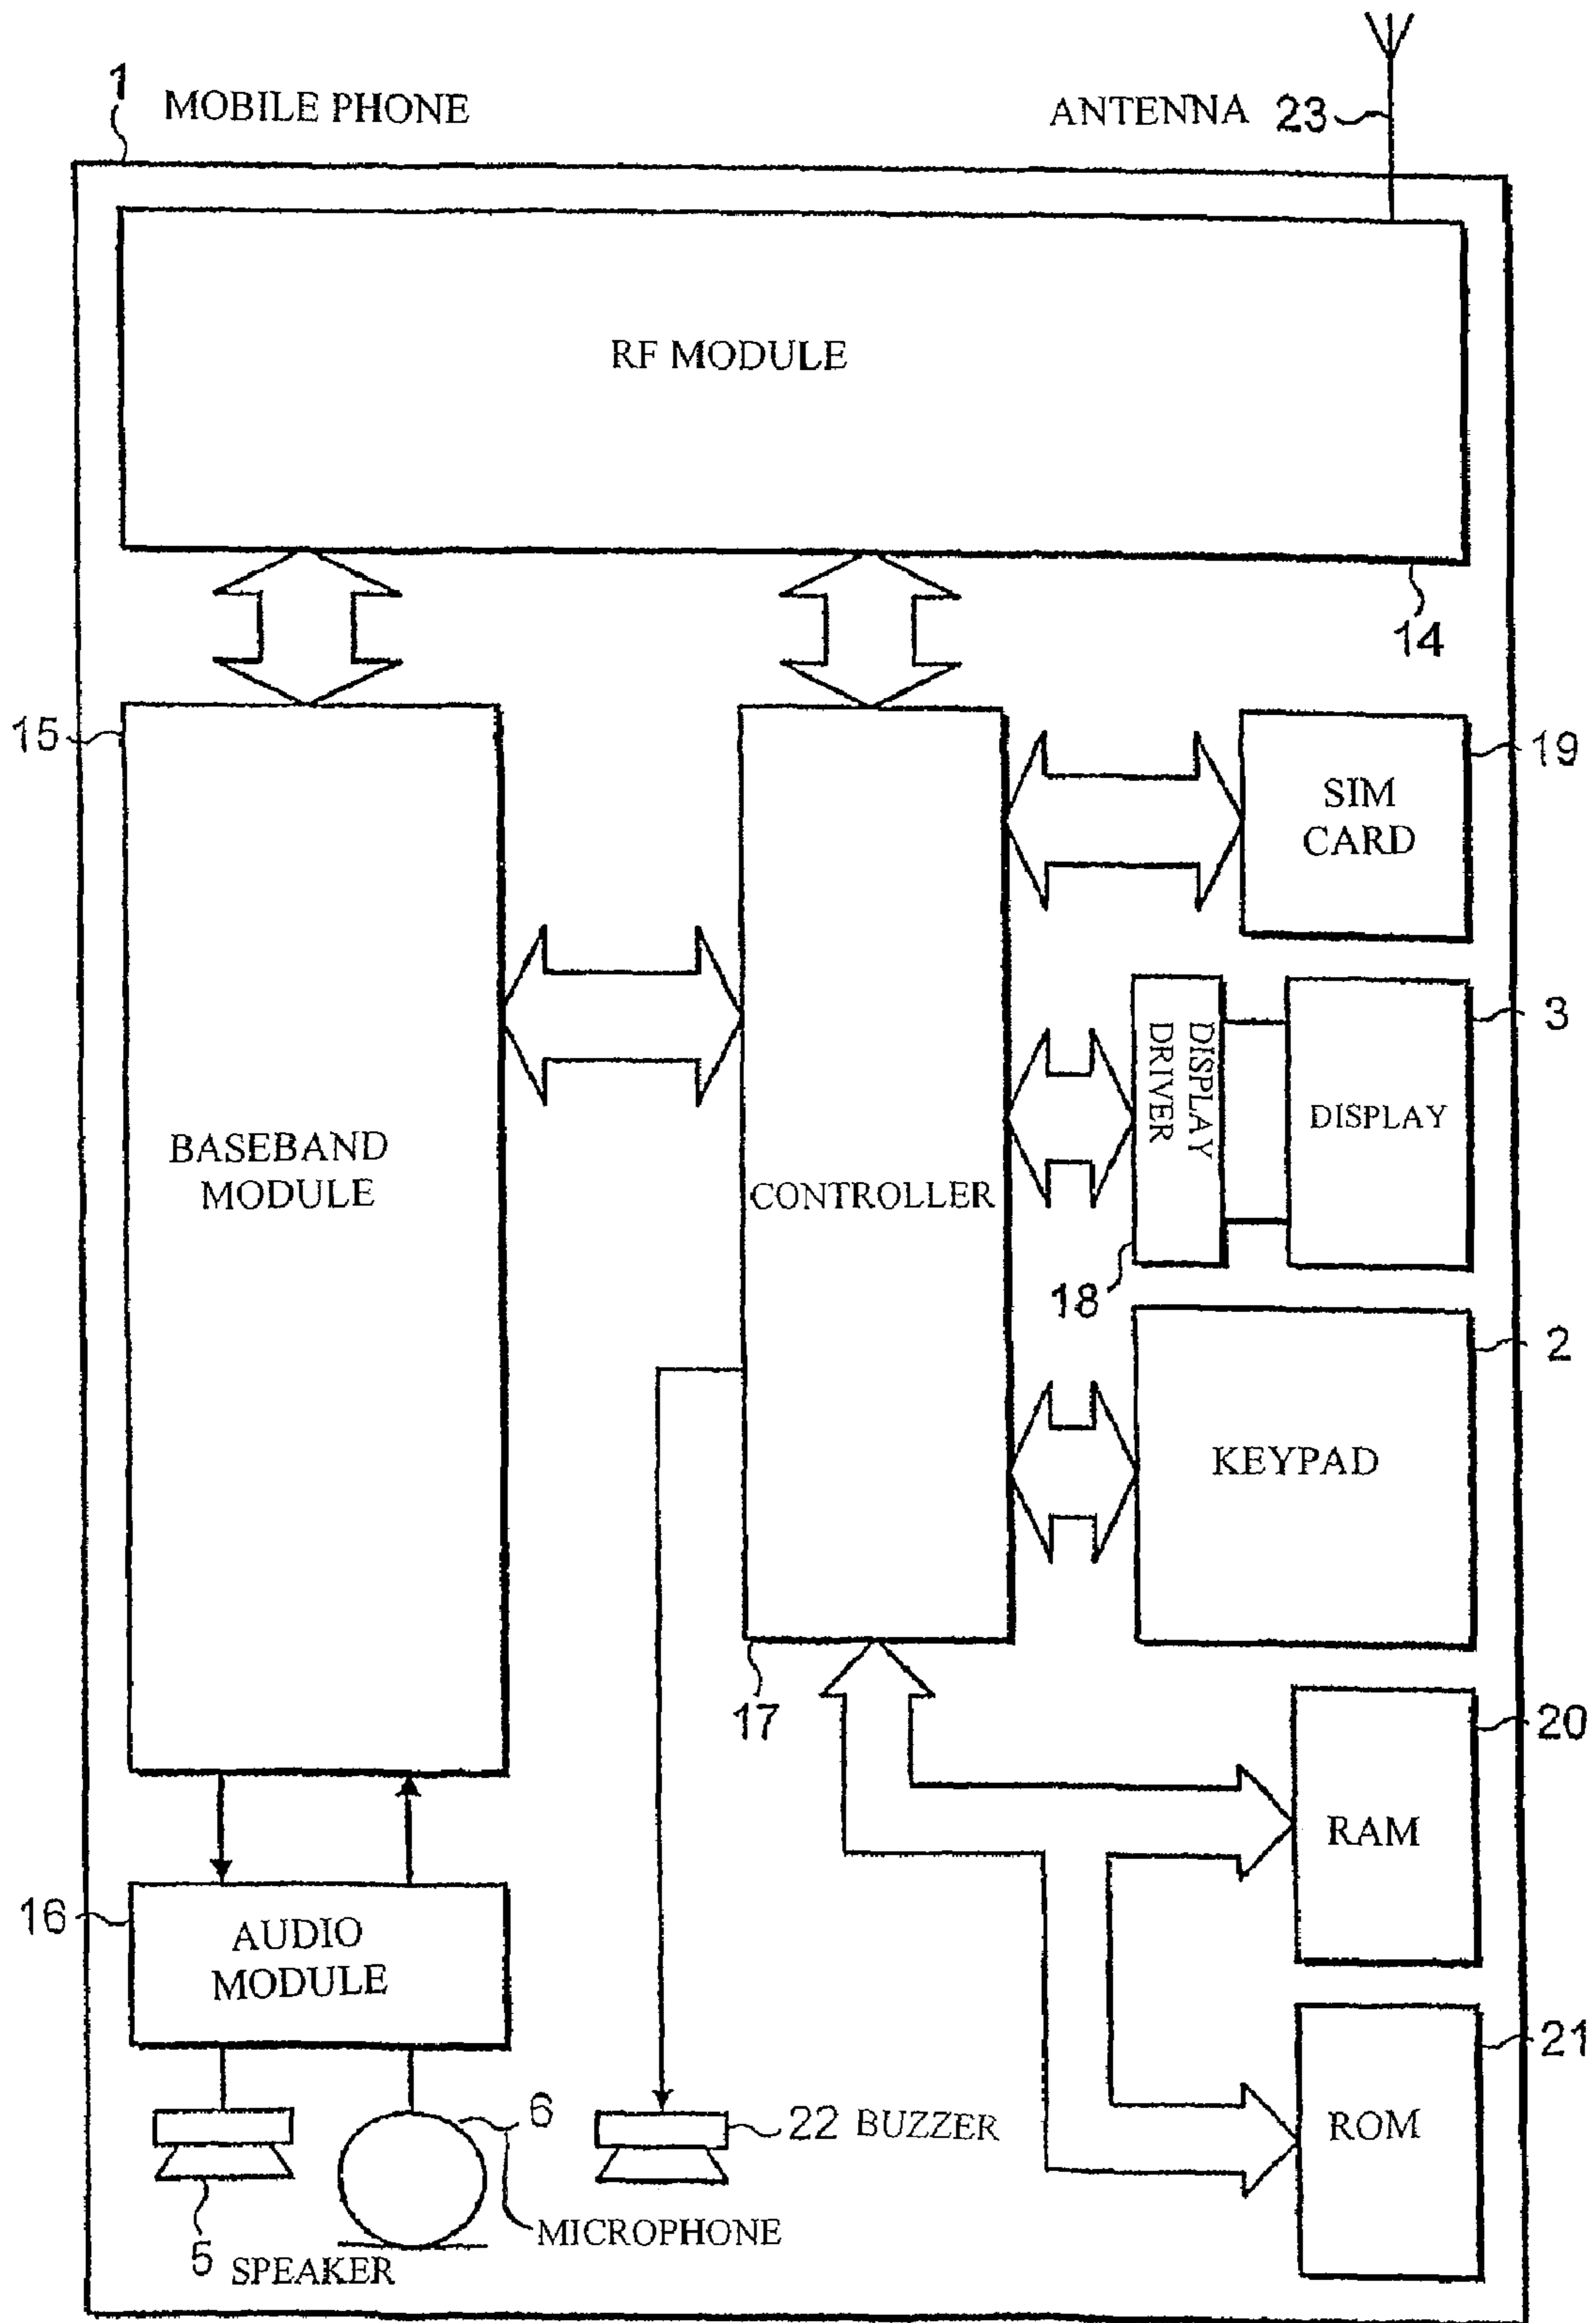 1 MOBILE PHONE
ANTENNA 23
RF MODULE
14
15
19
SIM
CARD
3
DISPLAY
DRIVER
DISPLAY
BASEBAND
MODULE
CONTROLLER
18
2
KEYPAD
17
20
RAM
16
AUDIO
MODULE
21
ROM
6
22 BUZZER
MICROPHONE
5 SPEAKER